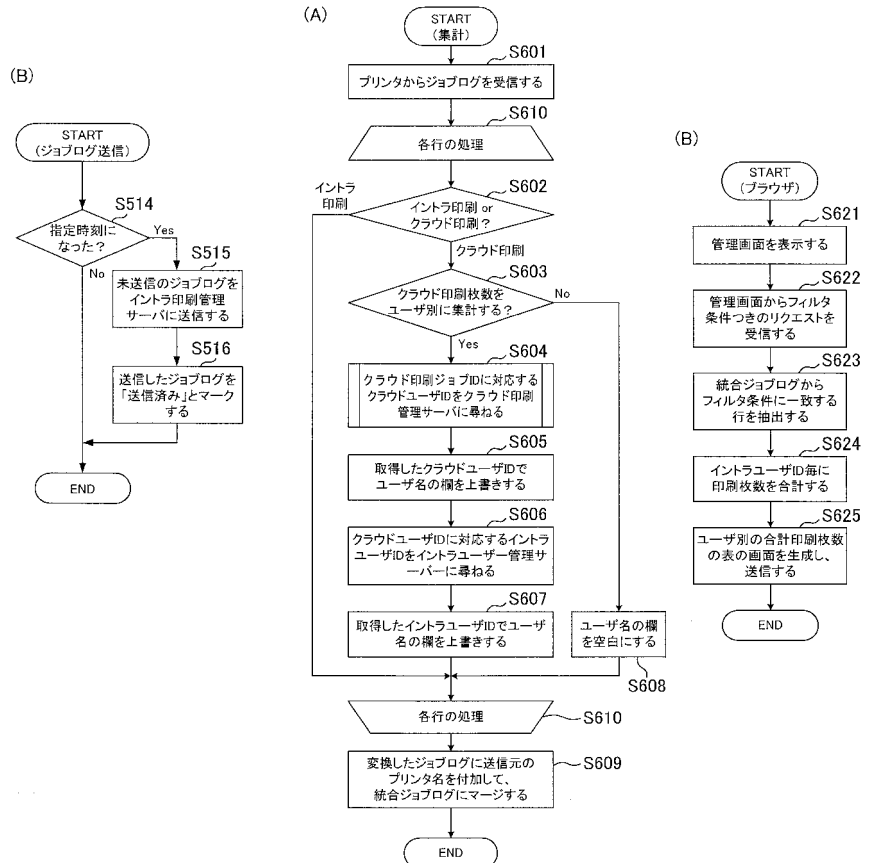 (B)
START
(ジョブログ送信)
S514
指定時刻に
なった?
Yes
No
S515
未送信のジョブログを
イントラ印刷管理
サーバに送信する
S516
送信したジョブログを
「送信済み」とマーク
する
END
(A)
START
(集計)
S601
プリンタからジョブログを受信する
S610
各行の処理
S602
イントラ
印刷
イントラ印刷 or
クラウド印刷?
クラウド印刷
S603
クラウド印刷枚数を
ユーザ別に集計する?
No
Yes
S604
クラウド印刷ジョブIDに対応する
クラウドユーザIDをクラウド印刷
管理サーバに尋ねる
S605
取得したクラウドユーザIDで
ユーザ名の欄を上書きする
S606
クラウドユーザIDに対応するイントラ
ユーザIDをイントラユーザー管理サー
バーに尋ねる
S607
取得したイントラユーザIDでユーザ
名の欄を上書きする
ユーザ名の欄
を空白にする
S608
各行の処理
S610
変換したジョブログに送信元の
プリンタ名を付加して、
統合ジョブログにマージする
S609
END
(B)
START
(ブラウザ)
S621
管理画面を表示する
S622
管理画面からフィルタ
条件つきのリクエストを
受信する
S623
統合ジョブログから
フィルタ条件に一致する
行を抽出する
S624
イントラユーザID毎に
印刷枚数を合計する
S625
ユーザ別の合計印刷枚数
の表の画面を生成し、
送信する
END